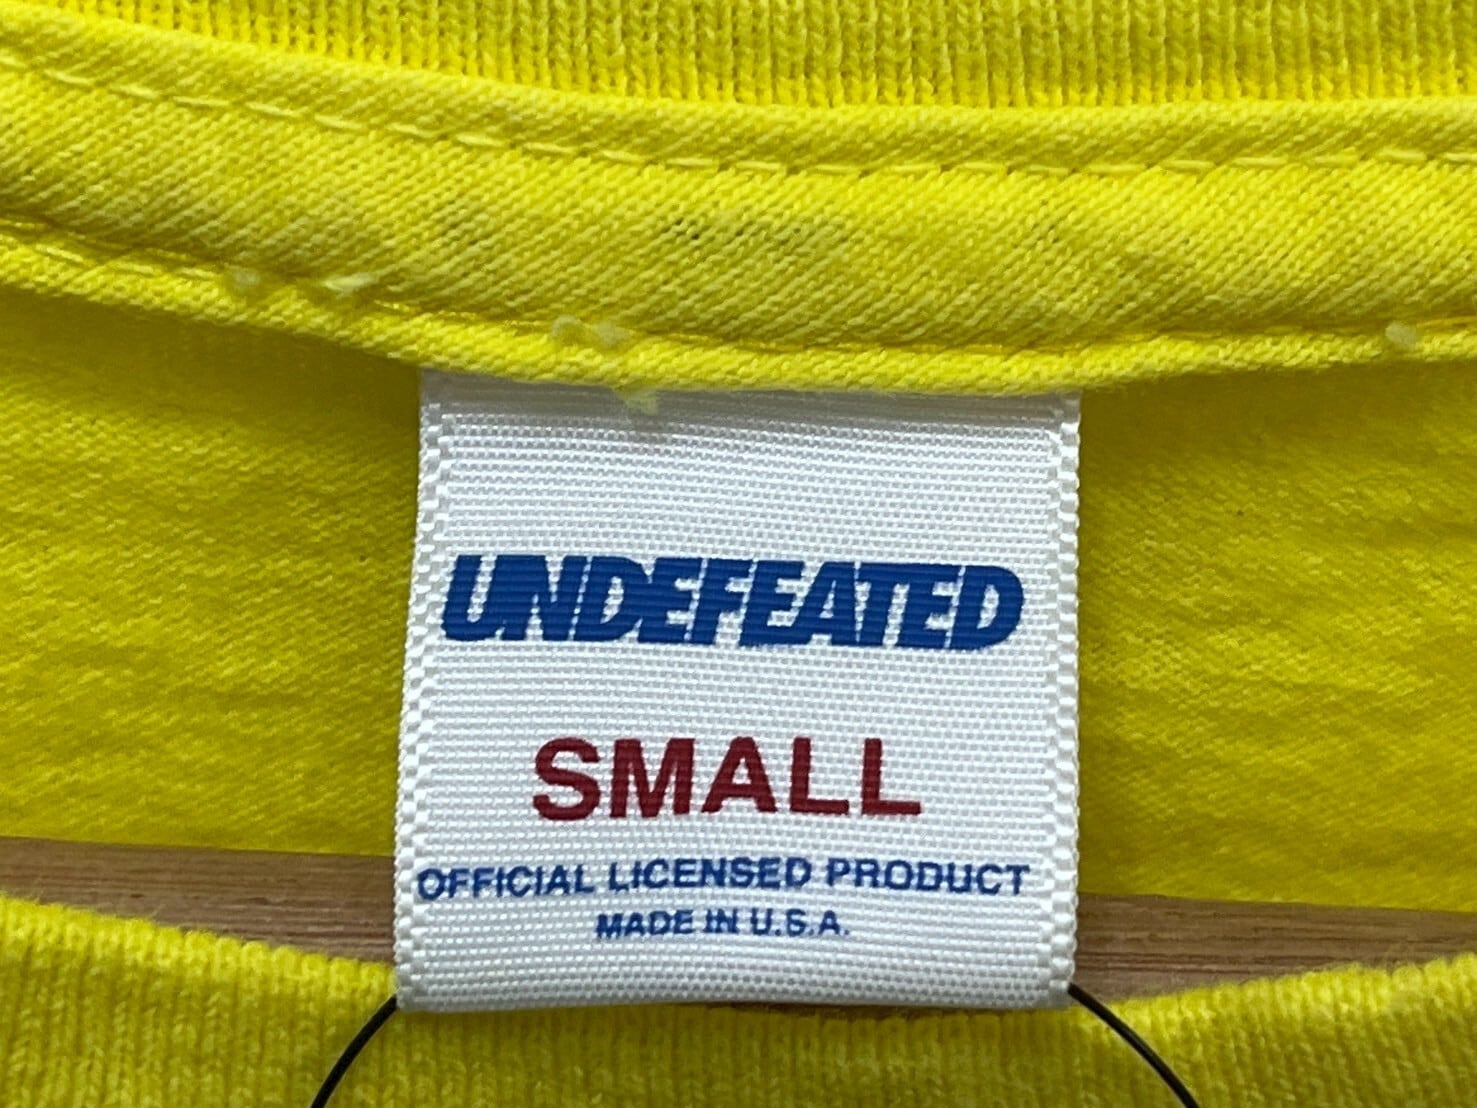 UNDEFEATED
SMALL
OFFICIAL LICENSED PRODUCT
MADE IN U.S.A.